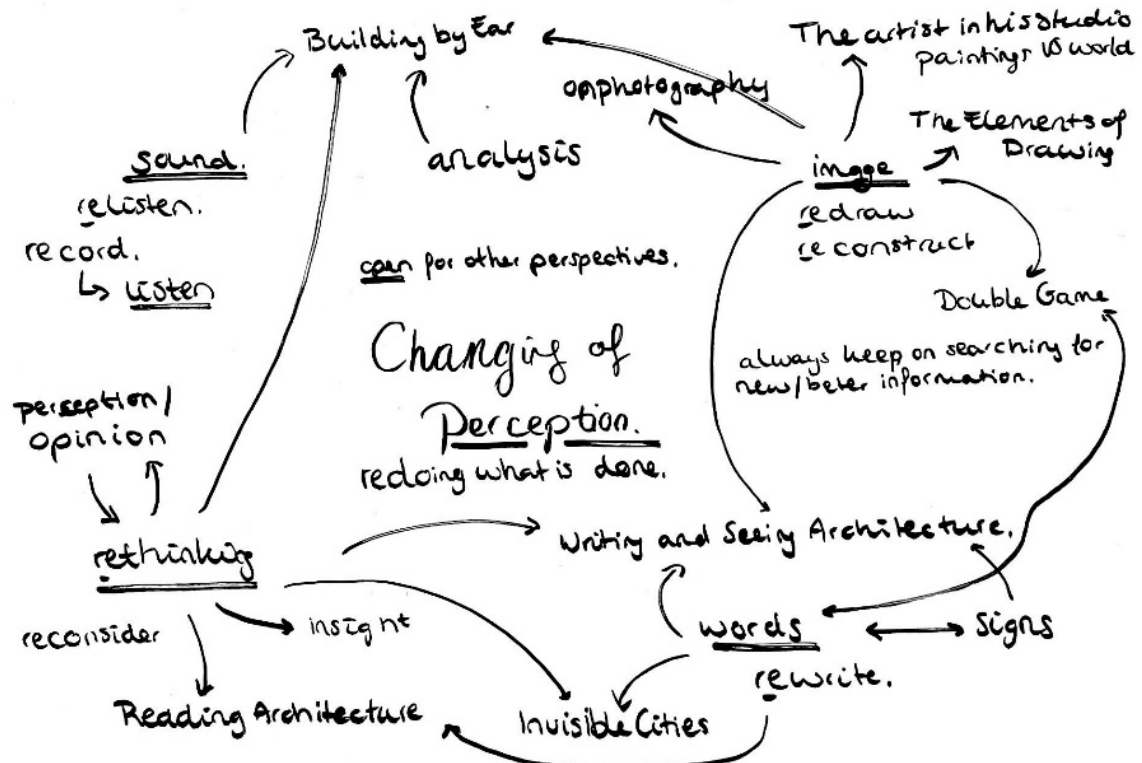 Building by Ear
The artist in his studio
paintings VS world
onphotography
The Elements of
Drawing
analysis
sound.
image
relisten.
redraw
record.
reconstruct
↳ listen
open for other perspectives.
Double Game
Changing of
Perception.
always keep on searching for
new/beter information.
perception/
opinion
redoing what is done.
Writing and Seeing Architecture.
rethinking
insight
words
signs
reconsider
rewrite.
Reading Architecture
Invisible Cities